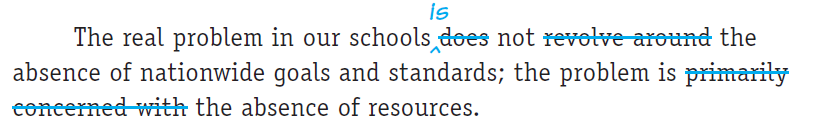 is
The real problem in our schools does not revolve around the
absence of nationwide goals and standards; the problem is primarily
concerned with the absence of resources.